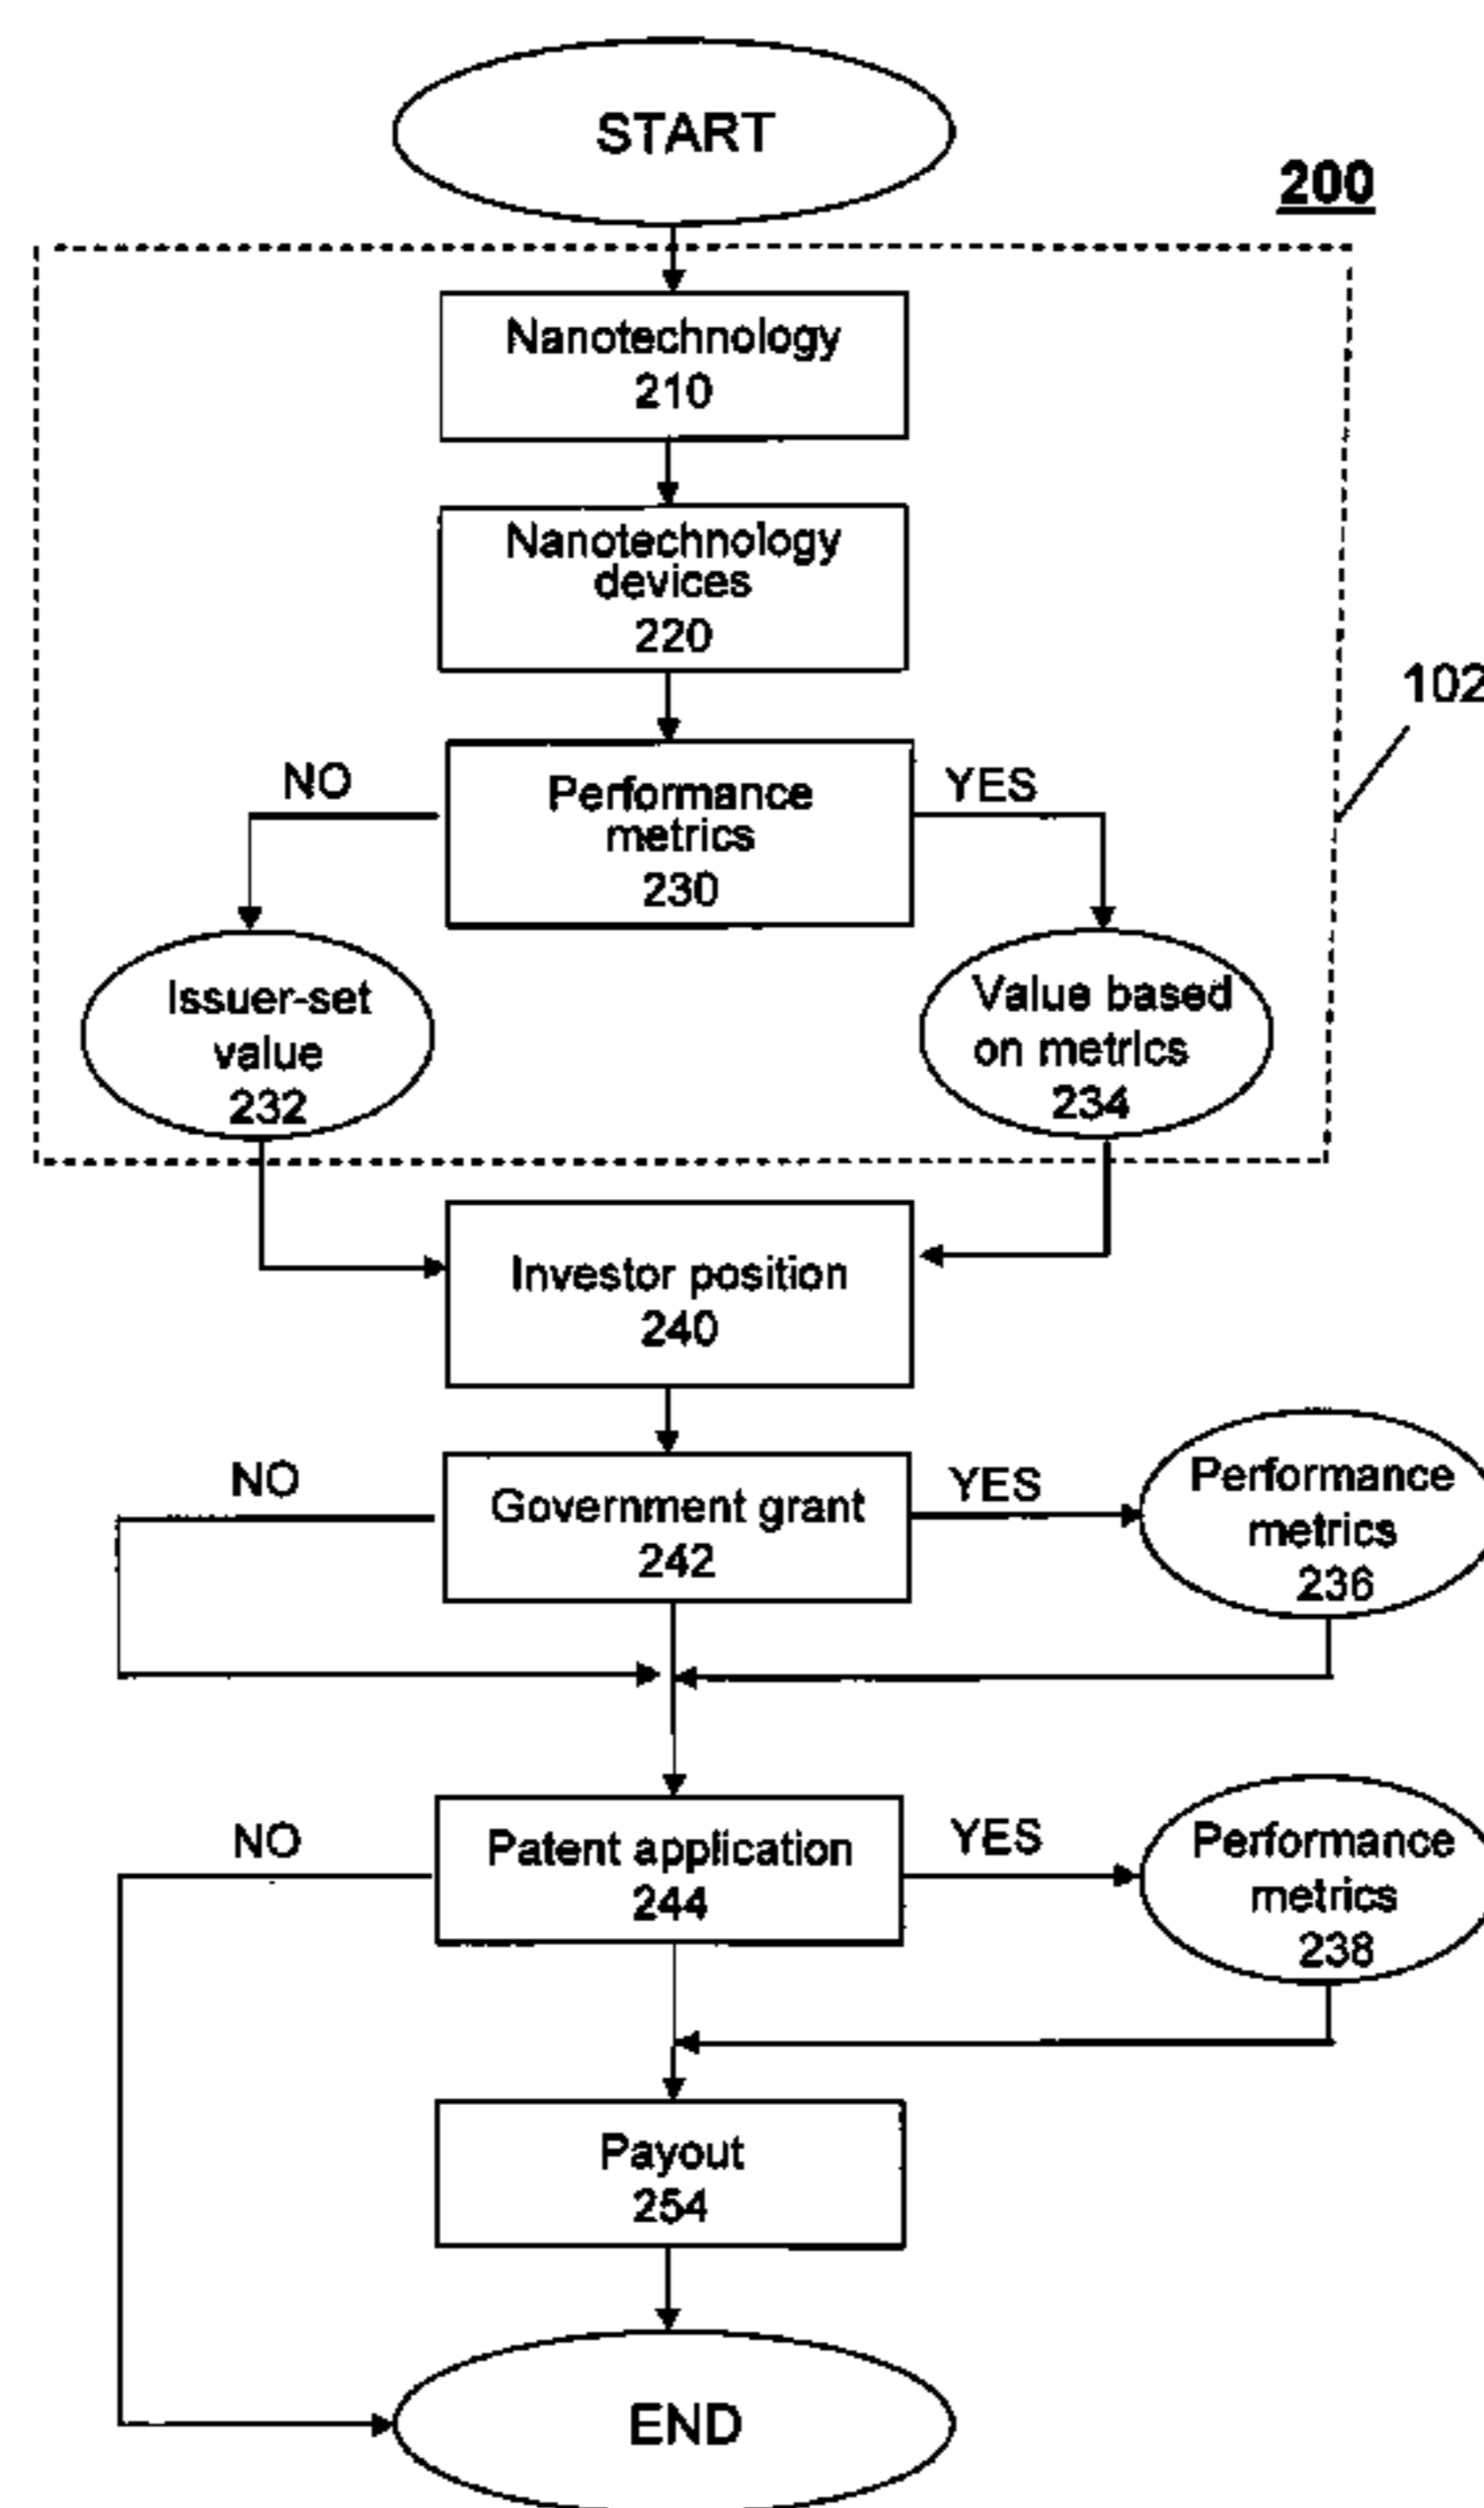 START
200
Nanotechnology
210
Nanotechnology
devices
220
102
NO
Performance
metrics
230
YES
Issuer-set
value
232
Value based
on metrics
234
Investor position
240
NO
Government grant
242
YES
Performance
metrics
236
NO
Patent application
244
YES
Performance
metrics
238
Payout
254
END